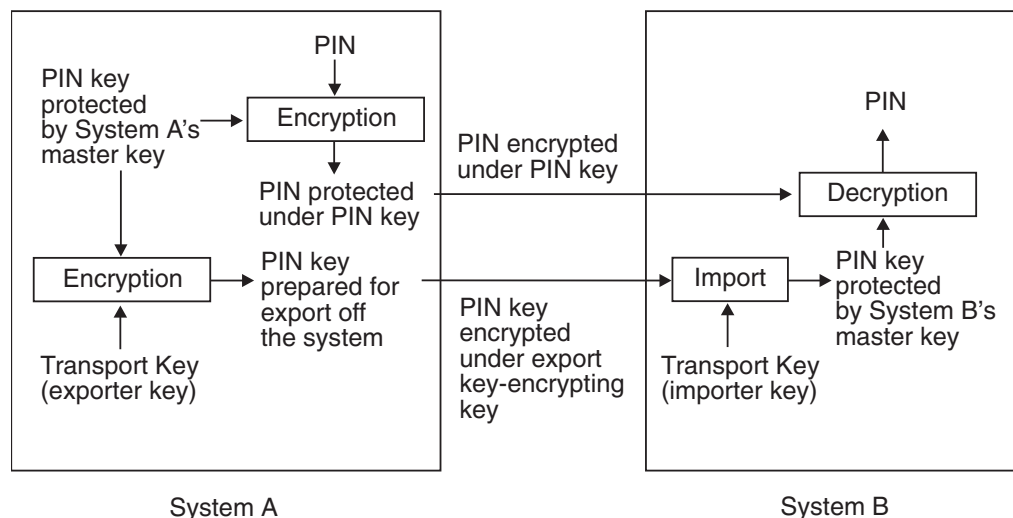 PIN
PIN key
protected
by System A's
master key
Encryption
PIN protected
under PIN key
Encryption
PIN key
prepared for
export off
the system
Transport Key
(exporter key)
System A
PIN encrypted
under PIN key
PIN key
encrypted
under export
key-encrypting
key
PIN
Decryption
Import
PIN key
protected
by System B's
master key
Transport Key
(importer key)
System B